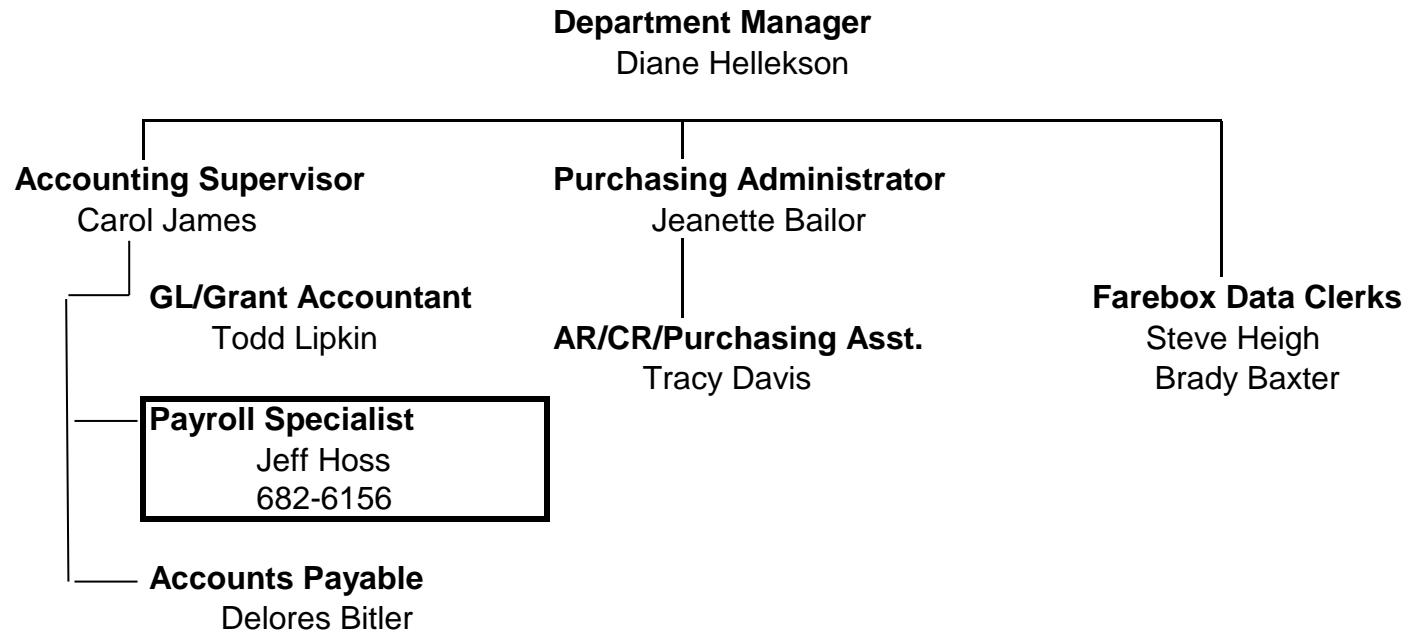 Department Manager
Diane Hellekson
Accounting Supervisor
Carol James
Purchasing Administrator
Jeanette Bailor
GL/Grant Accountant
Todd Lipkin
AR/CR/Purchasing Asst.
Tracy Davis
Farebox Data Clerks
Steve Heigh
Brady Baxter
Payroll Specialist
Jeff Hoss
682-6156
Accounts Payable
Delores Bitler